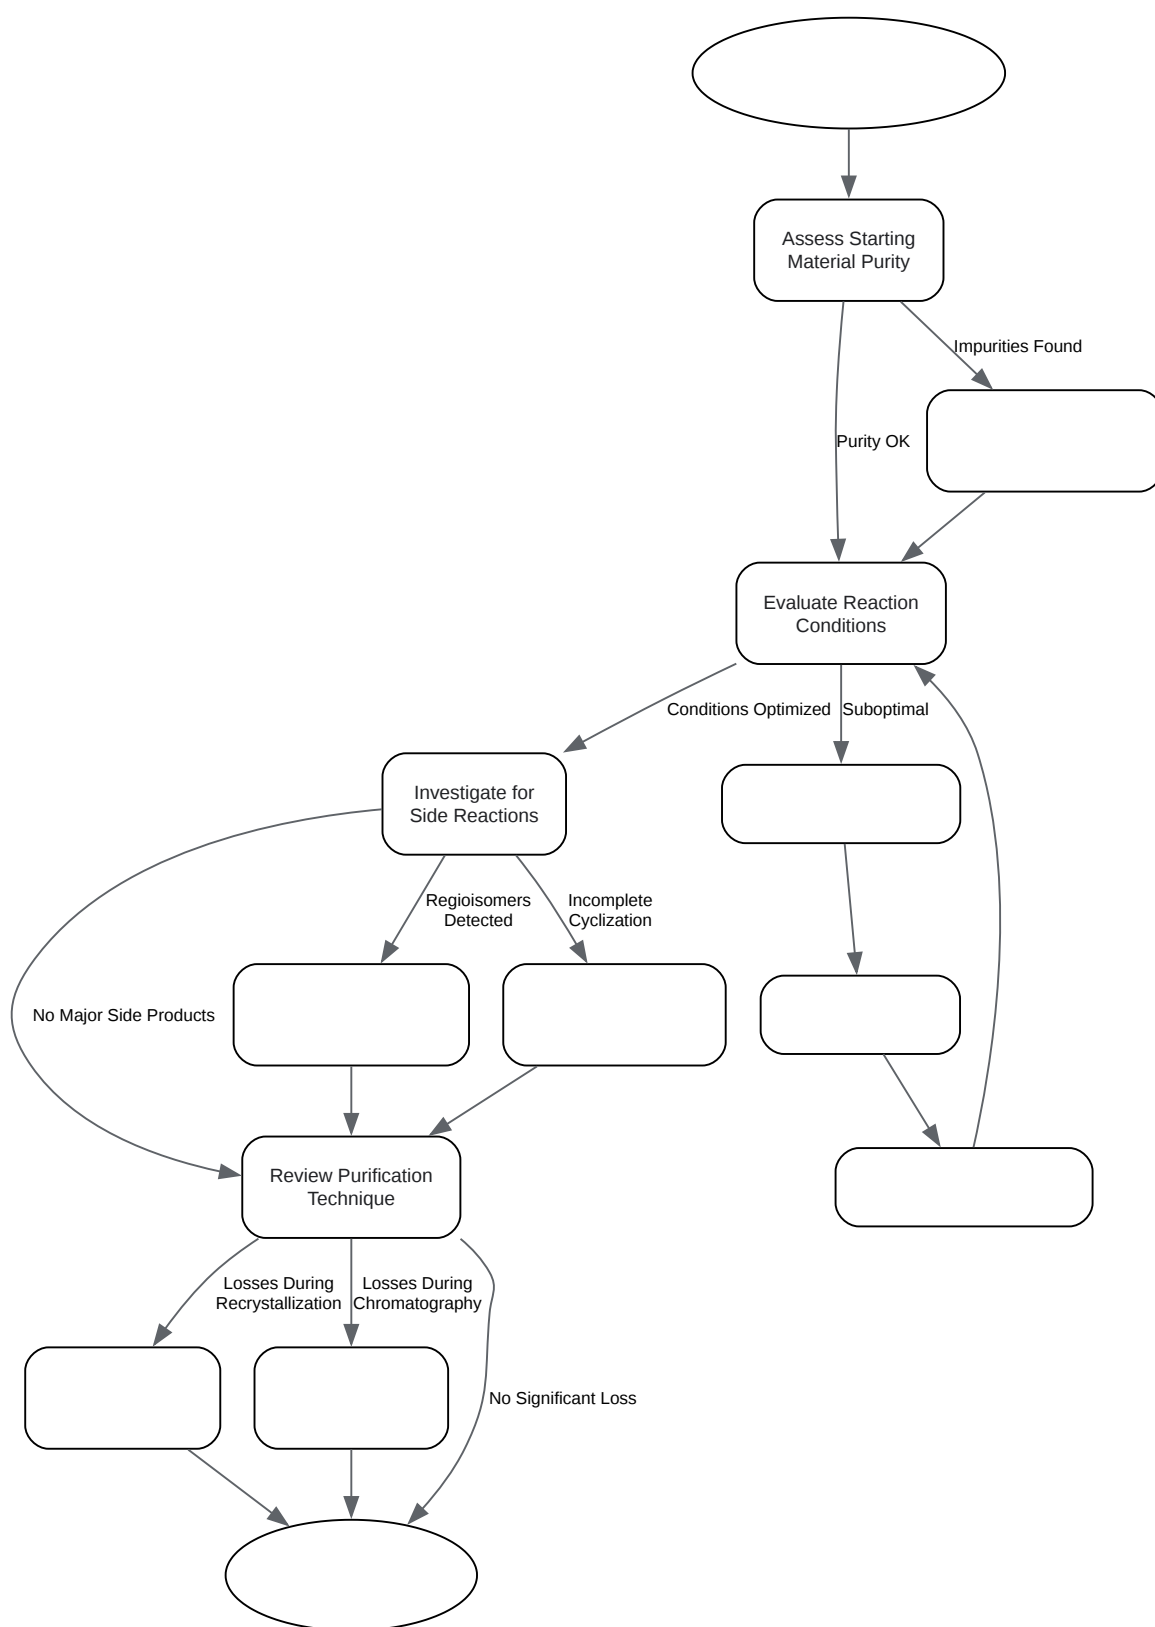 Assess Starting
Material Purity
Impurities Found
Purity OK
Evaluate Reaction
Conditions
Conditions Optimized
Suboptimal
Investigate for
Side Reactions
Regioisomers
Detected
Incomplete
Cyclization
No Major Side Products
Review Purification
Technique
Losses During
Recrystallization
Losses During
Chromatography
No Significant Loss